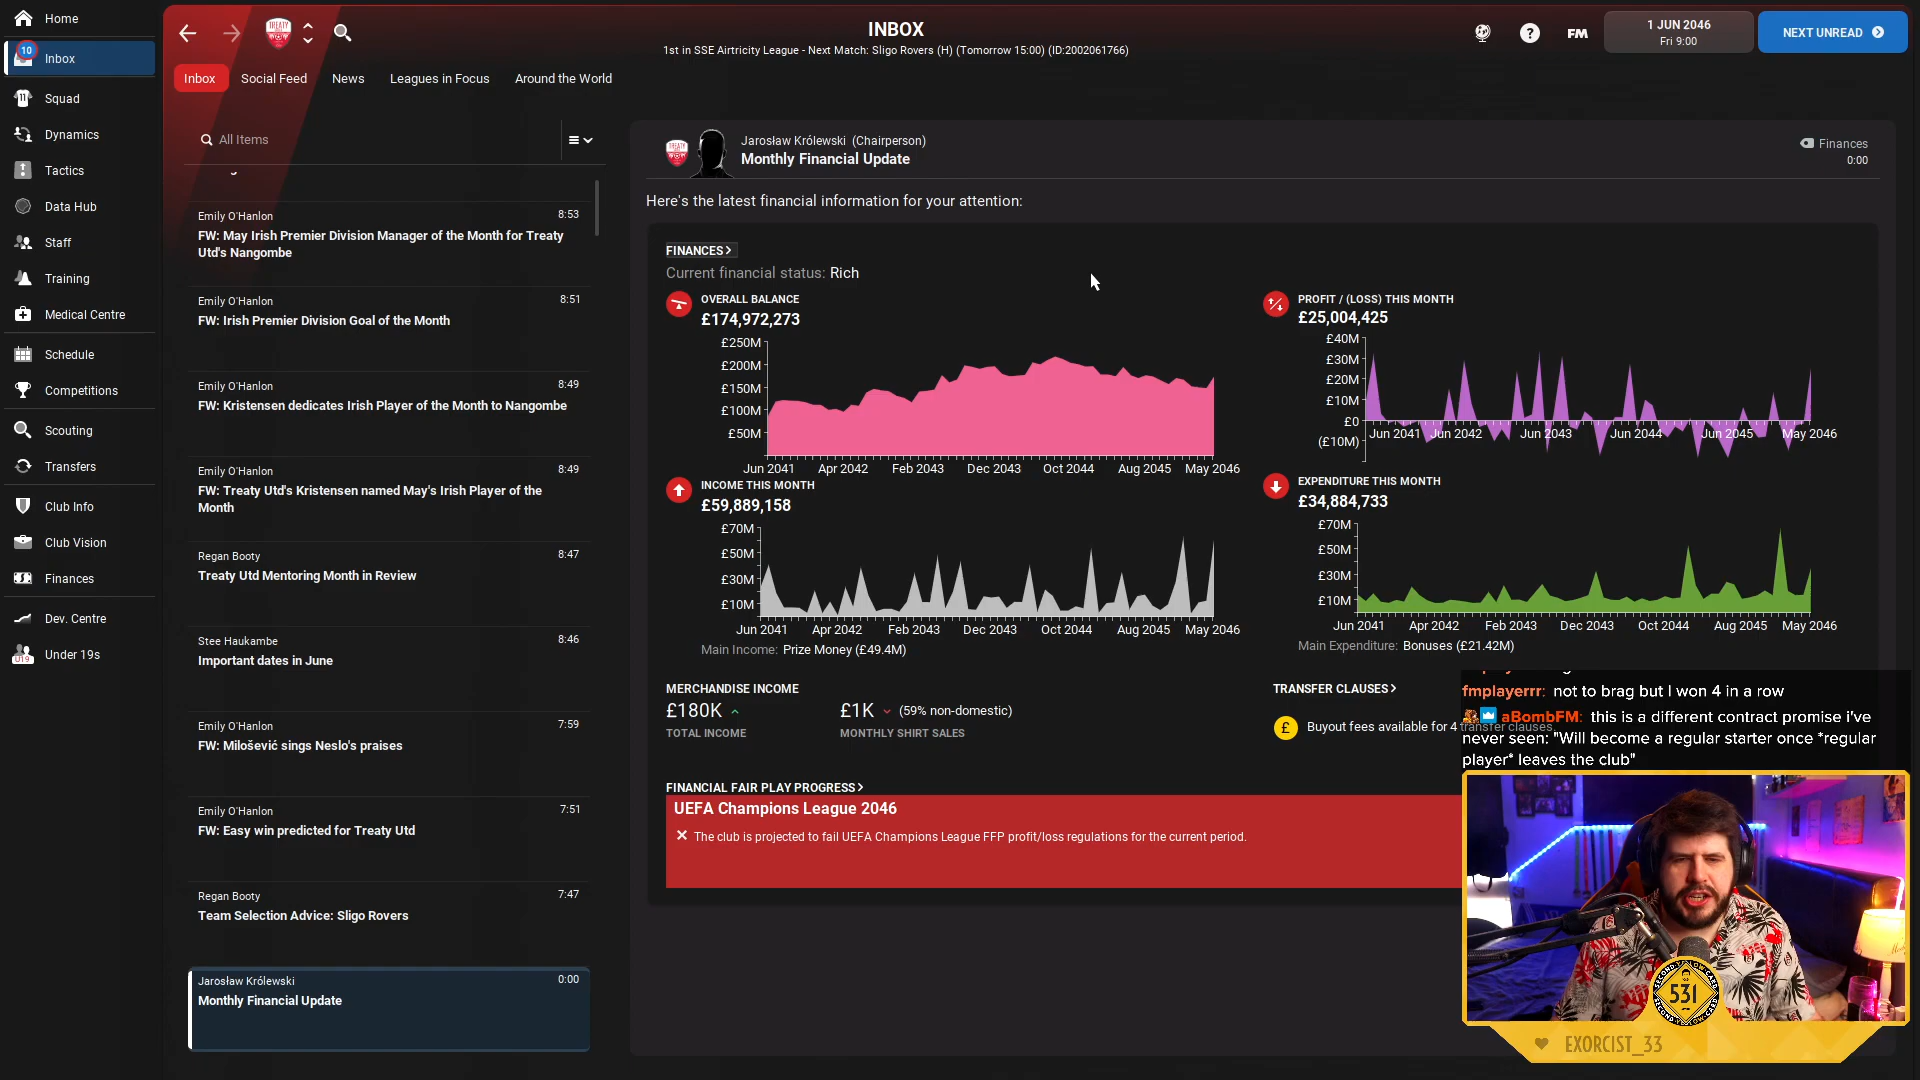 Home
10
Inbox
Squad
Dynamics
Tactics
Data Hub
Staff
Training
Medical Centre
Schedule
Competitions
Scouting
Transfers
Club Info
Club Vision
Finances
Dev. Centre
U19
Under 19s
TREATY
INBOX
1st in SSE Airtricity League - Next Match: Sligo Rovers (H) (Tomorrow 15:00) (ID:2002061766)
?
FM
1 JUN 2046
Fri 9:00
NEXT UNREAD
Inbox
Social Feed
News
Leagues in Focus
Around the World
All Items
Emily O'Hanlon
8:53
FW: May Irish Premier Division Manager of the Month for Treaty
Utd's Nangombe
Emily O'Hanlon
8:51
FW: Irish Premier Division Goal of the Month
Emily O'Hanlon
8:49
FW: Kristensen dedicates Irish Player of the Month to Nangombe
Emily O'Hanlon
8:49
FW: Treaty Utd's Kristensen named May's Irish Player of the
Month
Regan Booty
8:47
Treaty Utd Mentoring Month in Review
Stee Haukambe
8:46
Important dates in June
Emily O'Hanlon
7:59
FW: Milošević sings Neslo's praises
Emily O'Hanlon
7:51
FW: Easy win predicted for Treaty Utd
Regan Booty
7:47
Team Selection Advice: Sligo Rovers
Jarosław Królewski
0:00
Monthly Financial Update
TREATY
Jarosław Królewski (Chairperson)
Monthly Financial Update
Finances
0:00
Here's the latest financial information for your attention:
FINANCES
Current financial status: Rich
OVERALL BALANCE
£174,972,273
£250M
£200M
£150M
£100M
£50M
Jun 2041 Apr 2042 Feb 2043 Dec 2043 Oct 2044 Aug 2045 May 2046
PROFIT / (LOSS) THIS MONTH
£25,004,425
£40M
£30M
£20M
£10M
£0
(£10M)
Jun 2041 Jun 2042 Jun 2043 Jun 2044 Jun 2045 May 2046
INCOME THIS MONTH
£59,889,158
£70M
£50M
£30M
£10M
Jun 2041 Apr 2042 Feb 2043 Dec 2043 Oct 2044 Aug 2045 May 2046
Main Income: Prize Money (£49.4M)
EXPENDITURE THIS MONTH
£34,884,733
£70M
£50M
£30M
£10M
Jun 2041 Apr 2042 Feb 2043 Dec 2043 Oct 2044 Aug 2045 May 2046
Main Expenditure: Bonuses (£21.42M)
MERCHANDISE INCOME
£180K
TOTAL INCOME
£1K (59% non-domestic)
MONTHLY SHIRT SALES
TRANSFER CLAUSES
£
Buyout fees available for 4 transfer clauses
FINANCIAL FAIR PLAY PROGRESS
UEFA Champions League 2046
The club is projected to fail UEFA Champions League FFP profit/loss regulations for the current period.
fmplayerrr: not to brag but I won 4 in a row
aBombFM: this is a different contract promise i've
never seen: "Will become a regular starter once *regular
player* leaves the club"
SECOND YELLOW CARD
531
EXORCIST_33